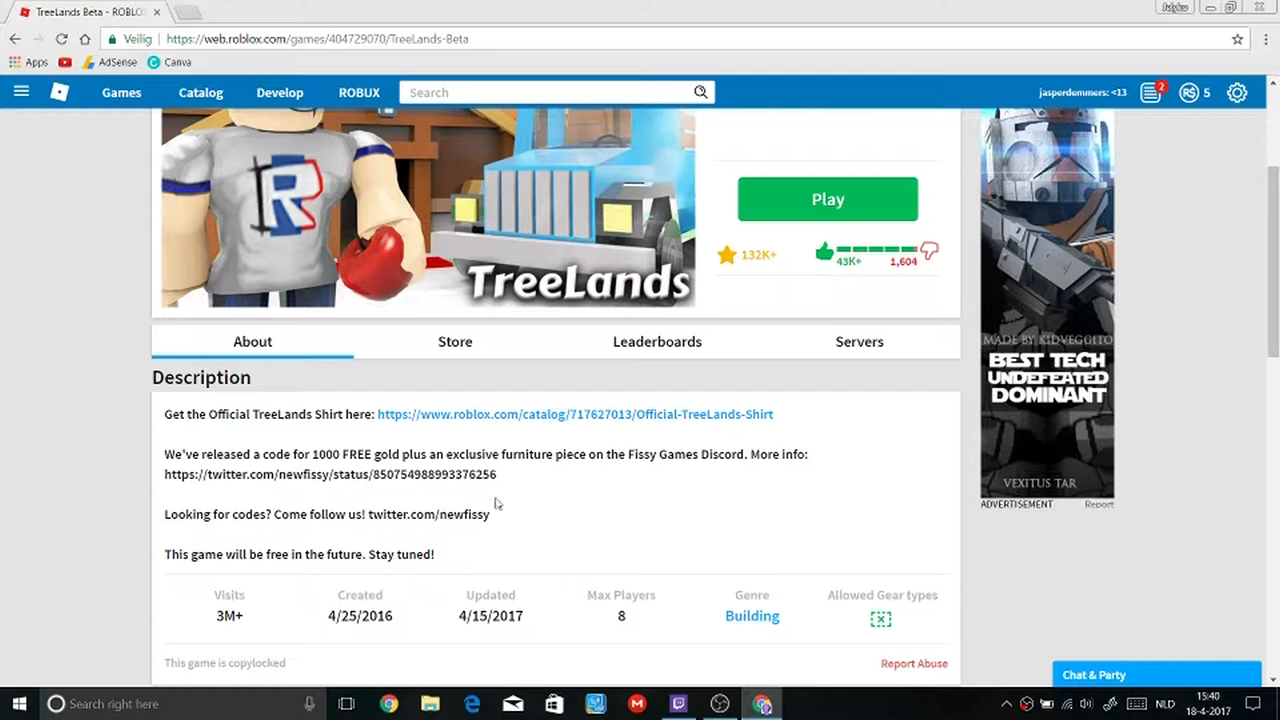 TreeLands Beta - ROBLO
Veilig https://web.roblox.com/games/404729070/TreeLands-Beta
Apps AdSense Canva
Games Catalog Develop ROBUX Search jasperdemmers: <13 2 R$ 5
R
TreeLands
Play
132K+ 43K+ 1,604
About Store Leaderboards Servers
Description
Get the Official TreeLands Shirt here: https://www.roblox.com/catalog/717627013/Official-TreeLands-Shirt
We've released a code for 1000 FREE gold plus an exclusive furniture piece on the Fissy Games Discord. More info:
https://twitter.com/newfissy/status/850754988993376256
Looking for codes? Come follow us! twitter.com/newfissy
This game will be free in the future. Stay tuned!
Visits Created Updated Max Players Genre Allowed Gear types
3M+ 4/25/2016 4/15/2017 8 Building
This game is copylocked Report Abuse
MADE BY KIDVEGGITO
BEST TECH
UNDEFEATED
DOMINANT
VEXITUS TAR
ADVERTISEMENT Report
Chat & Party
Search right here
NLD
15:40
18-4-2017